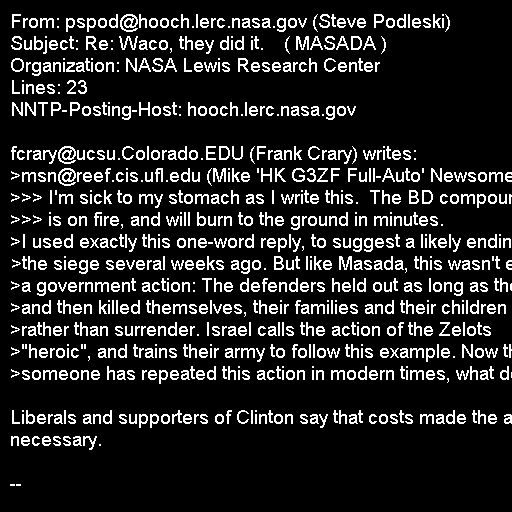 From: pspod@hooch.lerc.nasa.gov (Steve Podleski)
Subject: Re: Waco, they did it.    ( MASADA )
Organization: NASA Lewis Research Center
Lines: 23
NNTP-Posting-Host: hooch.lerc.nasa.gov

fcrary@ucsu.Colorado.EDU (Frank Crary) writes:
>msn@reef.cis.ufl.edu (Mike 'HK G3ZF Full-Auto' Newsome
>>> I'm sick to my stomach as I write this.  The BD compou
>>> is on fire, and will burn to the ground in minutes.
>I used exactly this one-word reply, to suggest a likely endin
>the siege several weeks ago. But like Masada, this wasn't e
>a government action: The defenders held out as long as the
>and then killed themselves, their families and their children
>rather than surrender. Israel calls the action of the Zelots
>"heroic", and trains their army to follow this example. Now th
>someone has repeated this action in modern times, what d

Liberals and supporters of Clinton say that costs made the a
necessary.

--